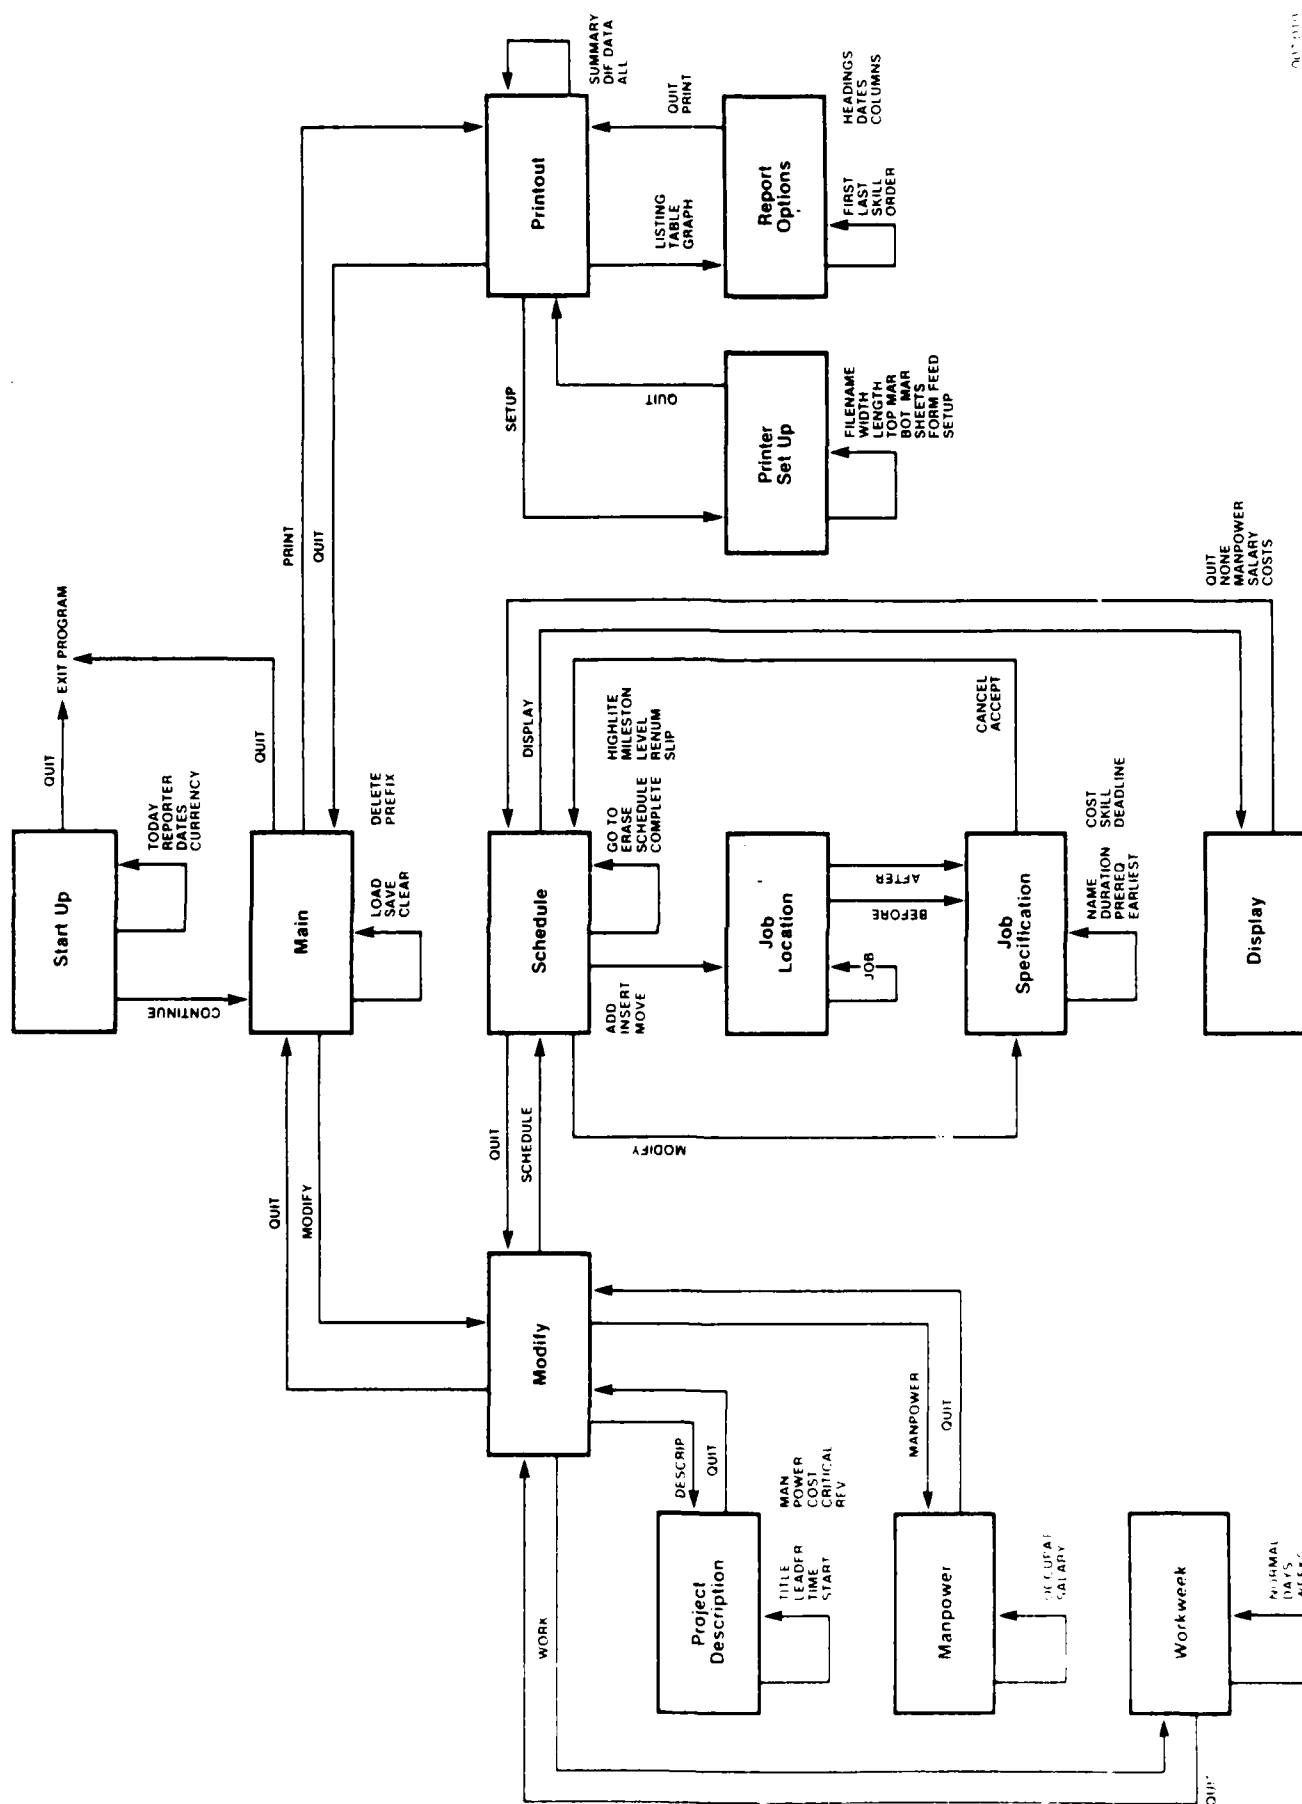 Start Up
QUIT
EXIT PROGRAM
TODAY
REPORTER
DATES
CURRENCY
CONTINUE
Main
QUIT
LOAD
SAVE
CLEAR
DELETE
PREFIX
QUIT
MODIFY
PRINT
QUIT
Modify
QUIT
SCHEDULE
Schedule
DISPLAY
GO TO
ERASE
SCHEDULE
COMPLETE
HIGHLITE
MILESTON
LEVEL
RENUM
SLIP
ADD
INSERT
MOVE
MODIFY
Printout
SUMMARY
DIF DATA
ALL
SETUP
LISTING
TABLE
GRAPH
QUIT
PRINT
QUIT
WORK
DESCRIP
QUIT
Project
Description
TITLE
LEADER
TIME
START
MAN
POWER
COST
CRITICAL
REV
MANPOWER
QUIT
Job
Location
JOB
BEFORE
AFTER
Printer
Set Up
FILENAME
WIDTH
LENGTH
TOP MAR
BOT MAR
SHEETS
FORM FEED
SETUP
Report
Options
FIRST
LAST
SKILL
ORDER
HEADINGS
DATES
COLUMNS
Manpower
SALARY
Job
Specification
CANCEL
ACCEPT
NAME
DURATION
PREREQ
EARLIEST
COST
SKILL
DEADLINE
Workweek
NORMAL
DAYS
Display
QUIT
NONE
MANPOWER
SALARY
COSTS